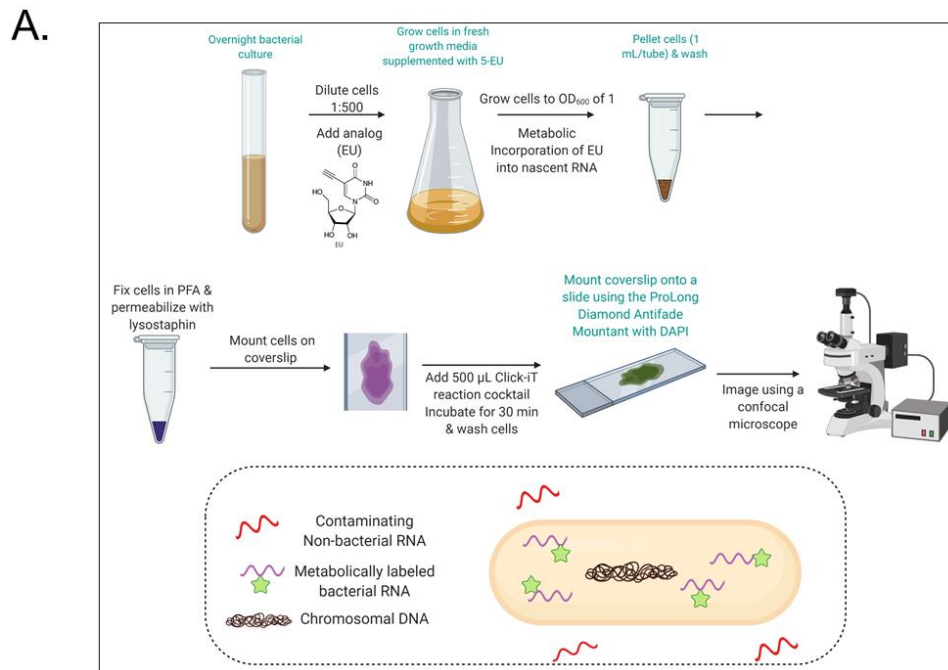 A.
Overnight bacterial
culture
Dilute cells
1:500
Add analog
(EU)
O
NH
HO
N
O
O
HO
OH
EU
Grow cells in fresh
growth media
supplemented with 5-EU
Grow cells to OD600 of 1
Metabolic
Incorporation of EU
into nascent RNA
Pellet cells (1
mL/tube) & wash
Fix cells in PFA &
permeabilize with
lysostaphin
Mount cells on
coverslip
Add 500 µL Click-iT
reaction cocktail
Incubate for 30 min
& wash cells
Mount coverslip onto a
slide using the ProLong
Diamond Antifade
Mountant with DAPI
Image using a
confocal
microscope
Contaminating
Non-bacterial RNA
Metabolically labeled
bacterial RNA
Chromosomal DNA